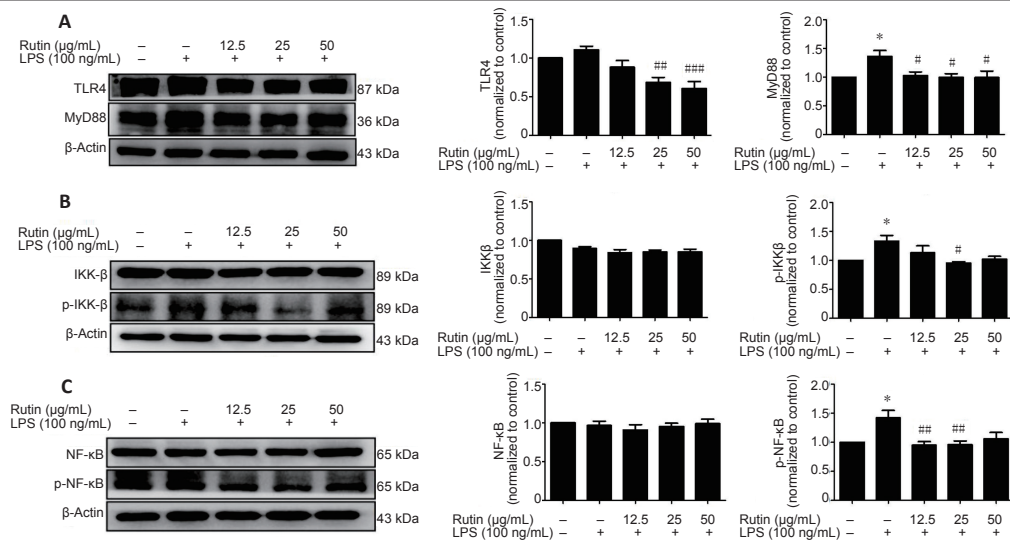 A
Rutin (μg/mL) – – 12.5 25 50
LPS (100 ng/mL) – + + + +
TLR4 87 kDa
MyD88 36 kDa
β-Actin 43 kDa
TLR4
(normalized to control)
1.5
1.0
0.5
0
## ###
Rutin (μg/mL) – – 12.5 25 50
LPS (100 ng/mL) – + + + +
MyD88
(normalized to control)
2.0
1.5
1.0
0.5
0
* # # #
Rutin (μg/mL) – – 12.5 25 50
LPS (100 ng/mL) – + + + +
B
Rutin (μg/mL) – – 12.5 25 50
LPS (100 ng/mL) – + + + +
IKK-β 89 kDa
p-IKK-β 89 kDa
β-Actin 43 kDa
IKKβ
(normalized to control)
1.5
1.0
0.5
0
Rutin (μg/mL) – – 12.5 25 50
LPS (100 ng/mL) – + + + +
p-IKKβ
(normalized to control)
2.0
1.5
1.0
0.5
0
* #
Rutin (μg/mL) – – 12.5 25 50
LPS (100 ng/mL) – + + + +
C
Rutin (μg/mL) – – 12.5 25 50
LPS (100 ng/mL) – + + + +
NF-κB 65 kDa
p-NF-κB 65 kDa
β-Actin 43 kDa
NF-κB
(normalized to control)
1.5
1.0
0.5
0
Rutin (μg/mL) – – 12.5 25 50
LPS (100 ng/mL) – + + + +
p-NF-κB
(normalized to control)
2.0
1.5
1.0
0.5
0
* ## ##
Rutin (μg/mL) – – 12.5 25 50
LPS (100 ng/mL) – + + + +